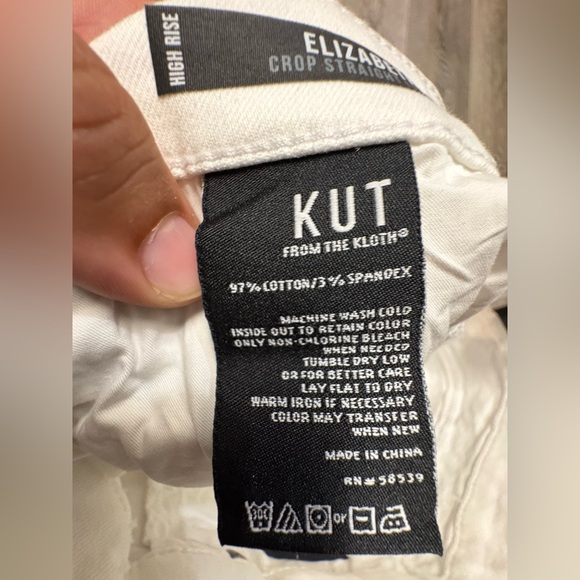 HIGH RISE
CROP STRAIGHT
KUT
FROM THE KLOTH®
97% COTTON/3% SPANDEX
MACHINE WASH COLD
INSIDE OUT TO RETAIN COLOR
ONLY NON-CHLORINE BLEACH
WHEN NEEDED
TUMBLE DRY LOW
OR FOR BETTER CARE
LAY FLAT TO DRY
WARM IRON IF NECESSARY
COLOR MAY TRANSFER
WHEN NEW
MADE IN CHINA
RN# 58539
30C or